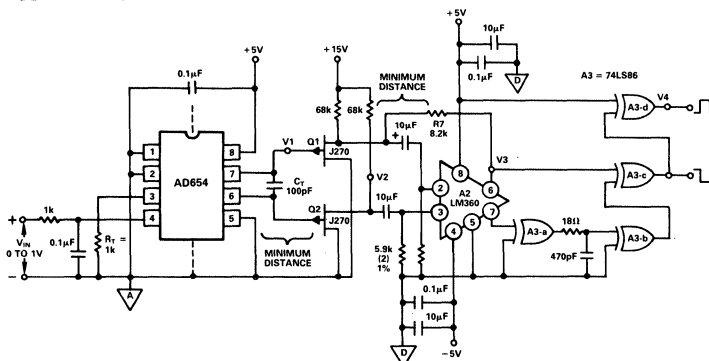 +5V
+15V
+5V
0.1µF
10µF
0.1µF
D
A3 = 74LS86
68k
68k
MINIMUM
DISTANCE
R7
8.2k
10µF
+
A3-d
V4
1
2
3
4
8
7
6
5
AD654
V1
Q1
J270
CT
100pF
V2
10µF
Q2
J270
8
2
3
4
5
6
7
A2
LM360
V3
A3-c
A3-a
18Ω
A3-b
470pF
+
1k
VIN
0 TO 1V
–
0.1µF
RT =
1k
MINIMUM
DISTANCE
5.9k
(2)
1%
0.1µF
10µF
A
D
–5V